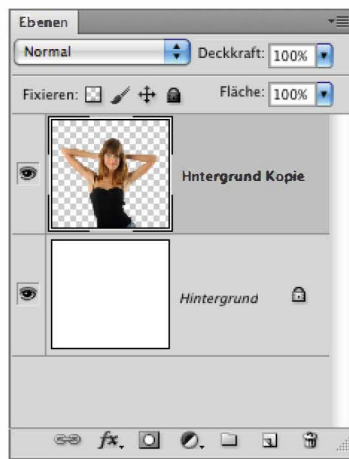 Ebenen
Normal Deckkraft: 100%
Fixieren: Fläche: 100%
Hntergrund Kopie
Hintergrund
fx.